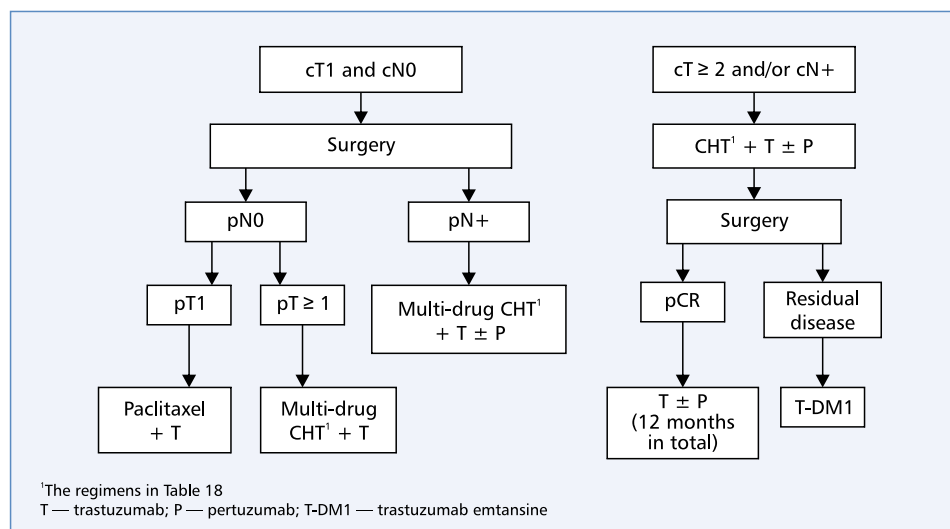 cT1 and cN0
Surgery
pN0
pN+
pT1
pT ≥ 1
Multi-drug CHT¹
+ T ± P
Paclitaxel
+ T
Multi-drug
CHT¹ + T
cT ≥ 2 and/or cN+
CHT¹ + T ± P
Surgery
pCR
Residual
disease
T ± P
(12 months
in total)
T-DM1
¹The regimens in Table 18
T — trastuzumab; P — pertuzumab; T-DM1 — trastuzumab emtansine